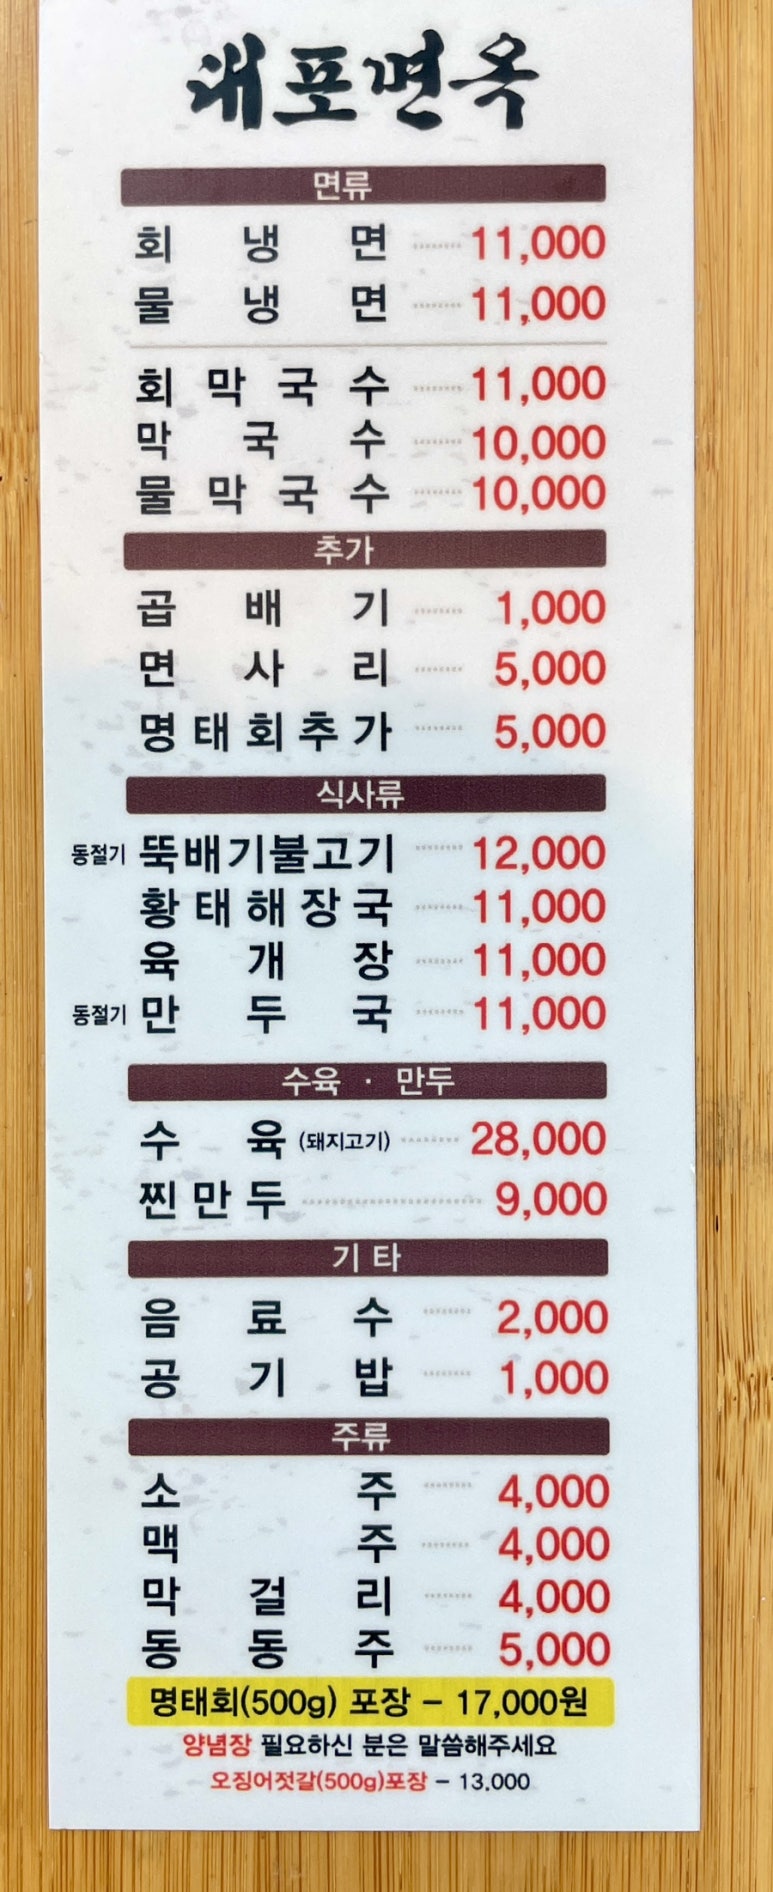 대포면옥
면류
회냉면 11,000
물냉면 11,000
회막국수 11,000
막국수 10,000
물막국수 10,000
추가
곱배기 1,000
면사리 5,000
명태회추가 5,000
식사류
동절기 뚝배기불고기 12,000
황태해장국 11,000
육개장 11,000
동절기 만두국 11,000
수육 · 만두
수육 (돼지고기) 28,000
찐만두 9,000
기타
음료수 2,000
공기밥 1,000
주류
소주 4,000
맥주 4,000
막걸리 4,000
동동주 5,000
명태회(500g) 포장 - 17,000원
양념장 필요하신 분은 말씀해주세요
오징어젓갈(500g)포장 - 13,000